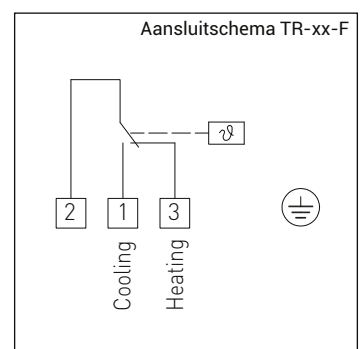 Aansluitschema TR-xx-F
ϑ
2 1 3
Cooling
Heating